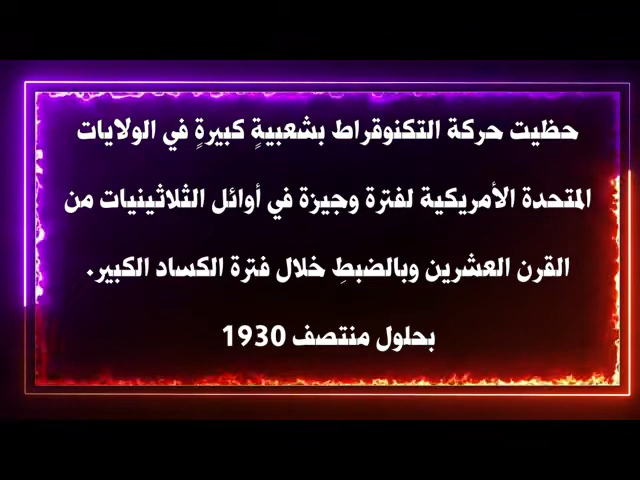 حظيت حركة التكنوقراط بشعبيةٍ كبيرةٍ في الولايات
المتحدة الأمريكية لفترة وجيزة في أوائل الثلاثينيات من
القرن العشرين وبالضبطِ خلال فترة الكساد الكبير.
بحلول منتصف 1930